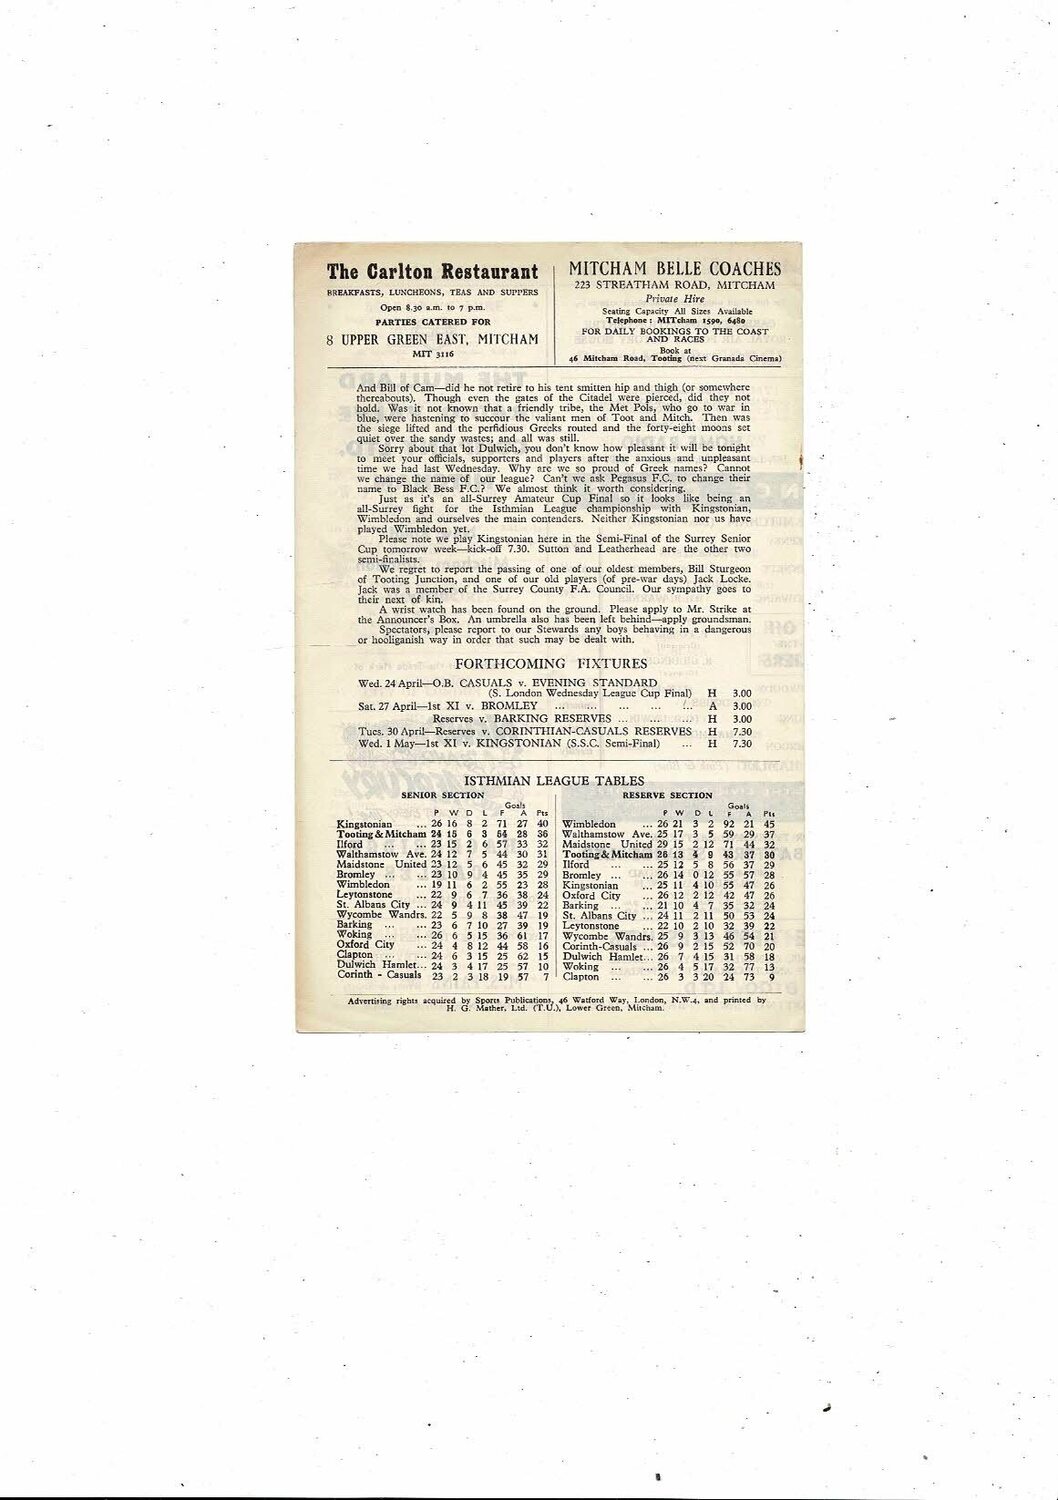 The Carlton Restaurant
BREAKFASTS, LUNCHEONS, TEAS AND SUPPERS
Open 8.30 a.m. to 7 p.m.
PARTIES CATERED FOR
8 UPPER GREEN EAST, MITCHAM
MIT 3116
MITCHAM BELLE COACHES
223 STREATHAM ROAD, MITCHAM
Private Hire
Seating Capacity All Sizes Available
Telephone : MITcham 1590, 6480
FOR DAILY BOOKINGS TO THE COAST
AND RACES
Book at
46 Mitcham Road, Tooting (next Granada Cinema)
And Bill of Cam—did he not retire to his tent smitten hip and thigh (or somewhere
thereabouts). Though even the gates of the Citadel were pierced, did they not
hold. Was it not known that a friendly tribe, the Met Pols, who go to war in
blue, were hastening to succour the valiant men of Toot and Mitch. Then was
the siege lifted and the perfidious Greeks routed and the forty-eight moons set
quiet over the sandy wastes; and all was still.
Sorry about that lot Dulwich, you don't know how pleasant it will be tonight
to meet your officials, supporters and players after the anxious and unpleasant
time we had last Wednesday. Why are we so proud of Greek names? Cannot
we change the name of our league? Can't we ask Pegasus F.C. to change their
name to Black Bess F.C.? We almost think it worth considering.
Just as it's an all-Surrey Amateur Cup Final so it looks like being an
all-Surrey fight for the Isthmian League championship with Kingstonian,
Wimbledon and ourselves the main contenders. Neither Kingstonian nor us have
played Wimbledon yet.
Please note we play Kingstonian here in the Semi-Final of the Surrey Senior
Cup tomorrow week—kick-off 7.30. Sutton and Leatherhead are the other two
semi-finalists.
We regret to report the passing of one of our oldest members, Bill Sturgeon
of Tooting Junction, and one of our old players (of pre-war days) Jack Locke.
Jack was a member of the Surrey County F.A. Council. Our sympathy goes to
their next of kin.
A wrist watch has been found on the ground. Please apply to Mr. Strike at
the Announcer's Box. An umbrella also has been left behind—apply groundsman.
Spectators, please report to our Stewards any boys behaving in a dangerous
or hooliganish way in order that such may be dealt with.
FORTHCOMING FIXTURES
Wed. 24 April—O.B. CASUALS v. EVENING STANDARD
(S. London Wednesday League Cup Final) H 3.00
Sat. 27 April—1st XI v. BROMLEY ... ... ... ... A 3.00
Reserves v. BARKING RESERVES ... ... ... H 3.00
Tues. 30 April—Reserves v. CORINTHIAN-CASUALS RESERVES H 7.30
Wed. 1 May—1st XI v. KINGSTONIAN (S.S.C. Semi-Final) ... H 7.30
ISTHMIAN LEAGUE TABLES
SENIOR SECTION
Goals
P W D L F A Pts
Kingstonian ... 26 16 8 2 71 27 40
Tooting & Mitcham 24 15 6 3 64 28 36
Ilford ... ... 23 15 2 6 57 33 32
Walthamstow Ave. 24 12 7 5 44 30 31
Maidstone United 23 12 5 6 45 32 29
Bromley ... ... 23 10 9 4 45 35 29
Wimbledon ... 19 11 6 2 55 23 28
Leytonstone ... 22 9 6 7 36 38 24
St. Albans City ... 24 9 4 11 45 39 22
Wycombe Wandrs. 22 5 9 8 38 47 19
Barking ... ... 23 6 7 10 27 39 19
Woking ... ... 26 6 5 15 36 61 17
Oxford City ... 24 4 8 12 44 58 16
Clapton ... ... 24 6 3 15 25 62 15
Dulwich Hamlet... 24 3 4 17 25 57 10
Corinth - Casuals 23 2 3 18 19 57 7
RESERVE SECTION
Goals
P W D L F A Pts
Wimbledon ... 26 21 3 2 92 21 45
Walthamstow Ave. 25 17 3 5 59 29 37
Maidstone United 29 15 2 12 71 44 32
Tooting & Mitcham 26 13 4 9 43 37 30
Ilford ... ... 25 12 5 8 56 37 29
Bromley ... ... 26 14 0 12 55 57 28
Kingstonian ... 25 11 4 10 55 47 26
Oxford City ... 26 12 2 12 42 47 26
Barking ... ... 21 10 4 7 35 32 24
St. Albans City ... 24 11 2 11 50 53 24
Leytonstone ... 22 10 2 10 32 39 22
Wycombe Wandrs. 25 9 3 13 46 54 21
Corinth-Casuals ... 26 9 2 15 52 70 20
Dulwich Hamlet... 26 7 4 15 31 58 18
Woking ... ... 26 4 5 17 32 77 13
Clapton ... ... 26 3 3 20 24 73 9
Advertising rights acquired by Sports Publications, 46 Watford Way, London, N.W.4, and printed by
H. G. Mather, Ltd. (T.U.), Lower Green, Mitcham.